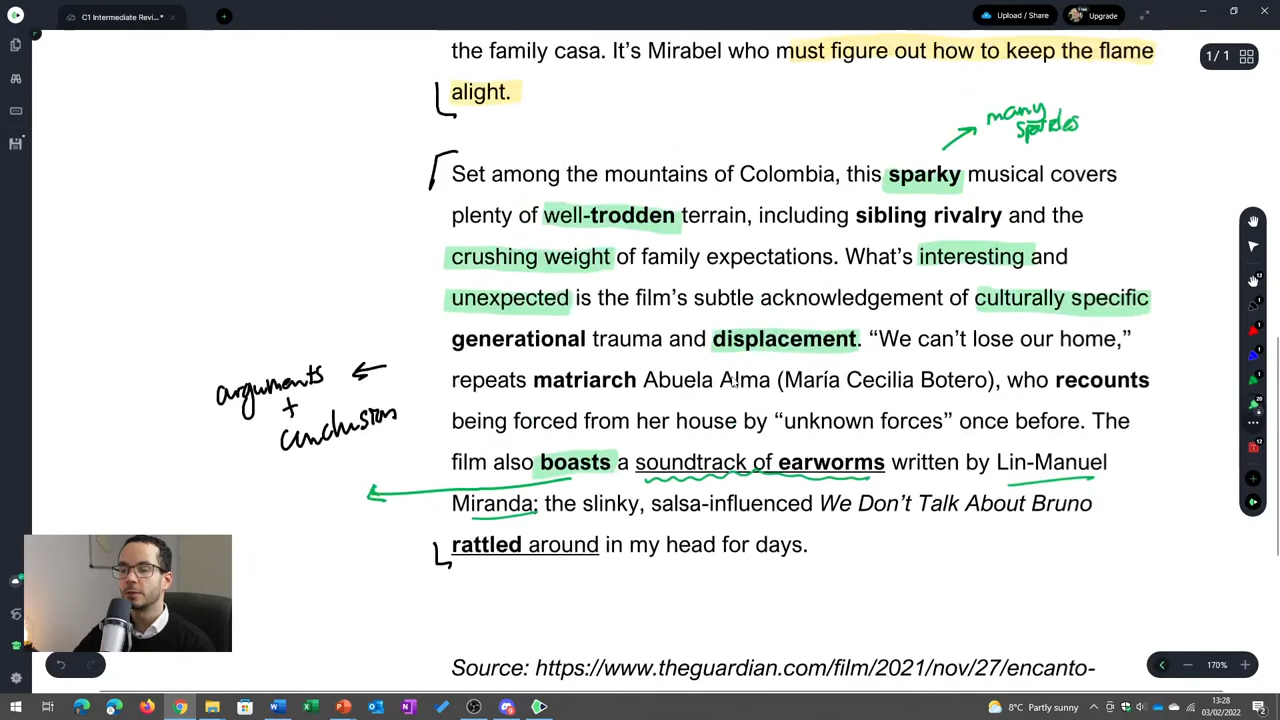 C1 Intermediate Revi...*
Upload / Share
Upgrade
the family casa. It's Mirabel who must figure out how to keep the flame
1 / 1
alight.
many
Set among the mountains of Colombia, this sparky musical covers
plenty of well-trodden terrain, including sibling rivalry and the
crushing weight of family expectations. What's interesting and
unexpected is the film's subtle acknowledgement of culturally specific
generational trauma and displacement. “We can't lose our home,”
arguments
+
conclusions
repeats matriarch Abuela Alma (María Cecilia Botero), who recounts
being forced from her house by “unknown forces” once before. The
film also boasts a soundtrack of earworms written by Lin-Manuel
Miranda; the slinky, salsa-influenced We Don't Talk About Bruno
rattled around in my head for days.
Source: https://www.theguardian.com/film/2021/nov/27/encanto-
170%
8°C Partly sunny
13:28
03/02/2022